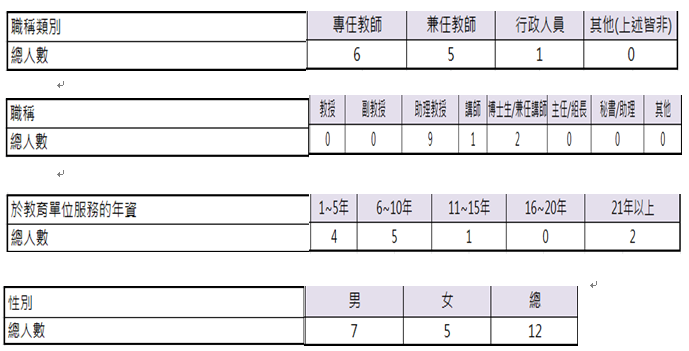 職稱類別 專任教師 兼任教師 行政人員 其他(上述皆非)
總人數 6 5 1 0
職稱 教授 副教授 助理教授 講師 博士生/兼任講師 主任/組長 秘書/助理 其他
總人數 0 0 9 1 2 0 0 0
於教育單位服務的年資 1~5年 6~10年 11~15年 16~20年 21年以上
總人數 4 5 1 0 2
性別 男 女 總
總人數 7 5 12